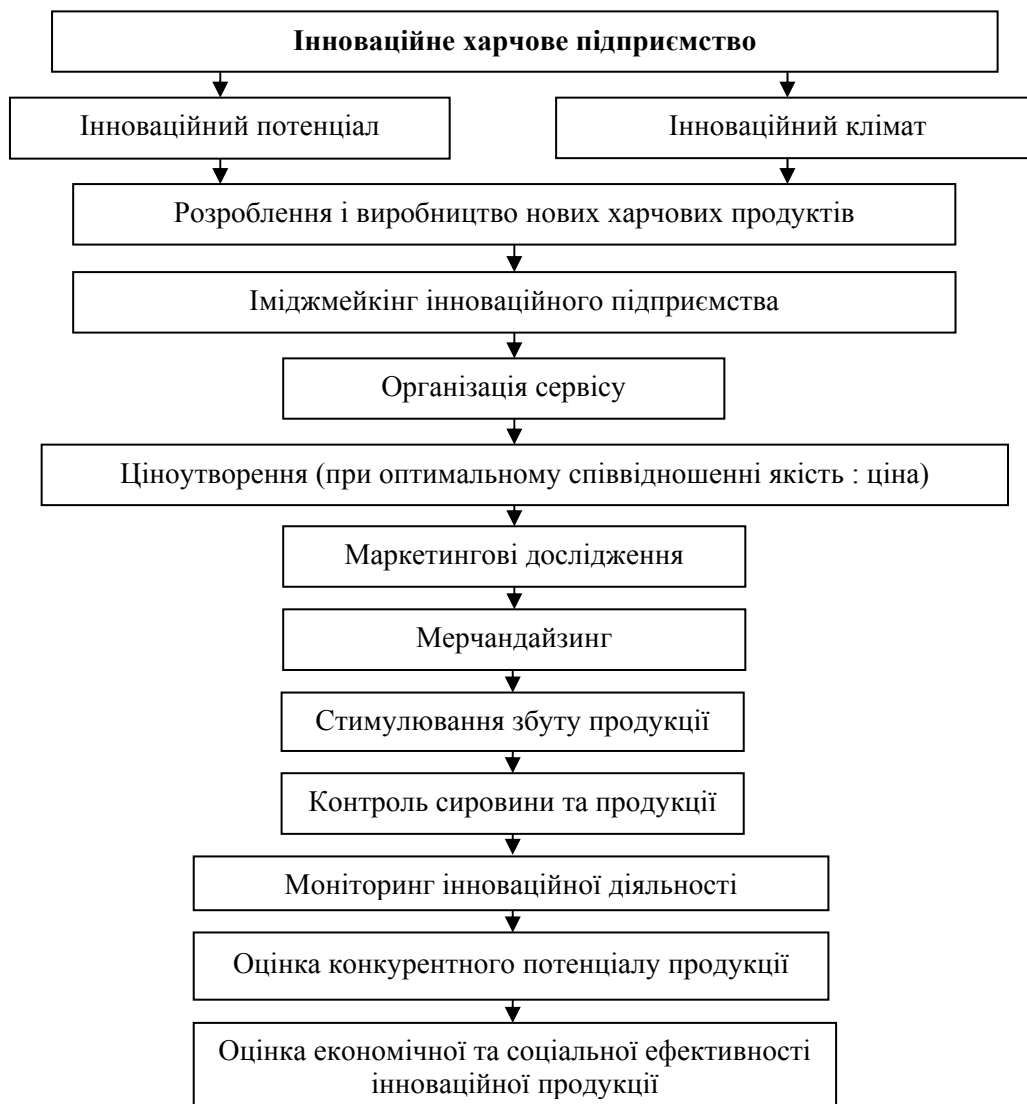 Інноваційне харчове підприємство
Інноваційний потенціал
Інноваційний клімат
Розроблення і виробництво нових харчових продуктів
Іміджмейкінг інноваційного підприємства
Організація сервісу
Ціноутворення (при оптимальному співвідношенні якість : ціна)
Маркетингові дослідження
Мерчандайзинг
Стимулювання збуту продукції
Контроль сировини та продукції
Моніторинг інноваційної діяльності
Оцінка конкурентного потенціалу продукції
Оцінка економічної та соціальної ефективності
інноваційної продукції